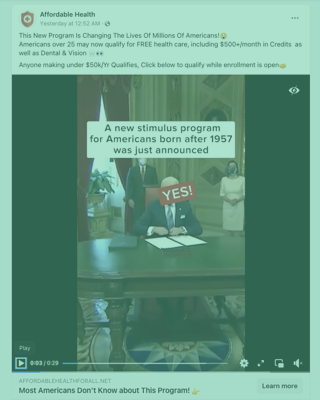 Affordable Health
Yesterday at 12:52 AM ·
This New Program Is Changing The Lives Of Millions Of Americans!
Americans over 25 may now qualify for FREE health care, including $500+/month in Credits as
well as Dental & Vision
Anyone making under $50k/Yr Qualifies, Click below to qualify while enrollment is open
A new stimulus program
for Americans born after 1957
was just announced
YES!
Play
0:03 / 0:29
AFFORDABLEHEALTHFORALL.NET
Most Americans Don't Know about This Program!
Learn more